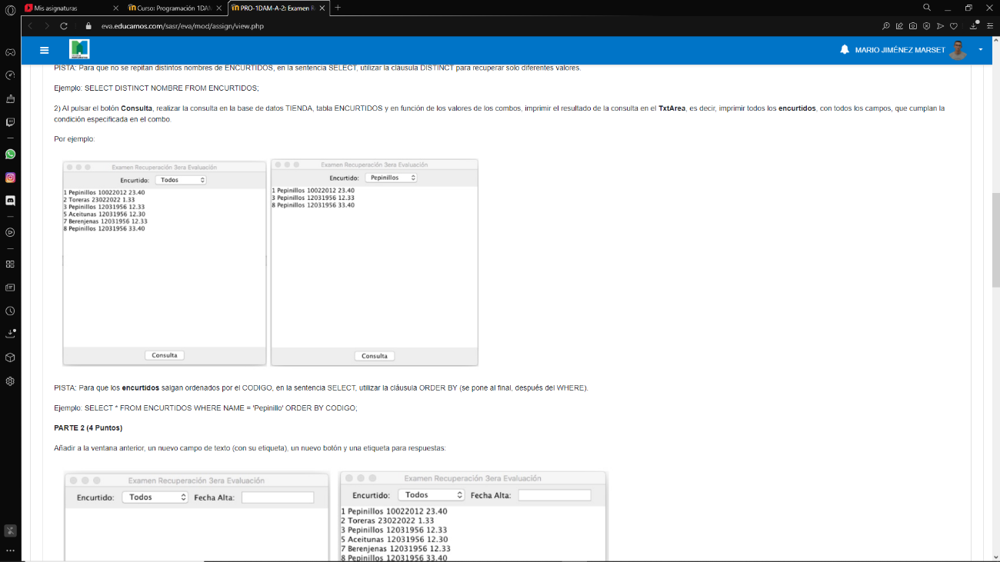 Mis asignaturas
Curso: Programación 1DAM
PRO-1DAM-A-2: Examen R
eva.educamos.com/sasr/eva/mod/assign/view.php
MARIO JIMÉNEZ MARSET
PISTA: Para que no se repitan distintos nombres de ENCURTIDOS, en la sentencia SELECT, utilizar la cláusula DISTINCT para recuperar solo diferentes valores.
Ejemplo: SELECT DISTINCT NOMBRE FROM ENCURTIDOS;
2) Al pulsar el botón Consulta, realizar la consulta en la base de datos TIENDA, tabla ENCURTIDOS y en función de los valores de los combos, imprimir el resultado de la consulta en el TxtArea, es decir, imprimir todos los encurtidos, con todos los campos, que cumplan la
condición especificada en el combo.
Por ejemplo:
Examen Recuperación 3era Evaluación
Encurtido: Todos
1 Pepinillos 10022012 23.40
2 Toreras 23022022 1.33
3 Pepinillos 12031956 12.33
5 Aceitunas 12031956 12.30
7 Berenjenas 12031956 12.33
8 Pepinillos 12031956 33.40
Consulta
Examen Recuperación 3era Evaluación
Encurtido: Pepinillos
1 Pepinillos 10022012 23.40
3 Pepinillos 12031956 12.33
8 Pepinillos 12031956 33.40
Consulta
PISTA: Para que los encurtidos salgan ordenados por el CODIGO, en la sentencia SELECT, utilizar la cláusula ORDER BY (se pone al final, después del WHERE).
Ejemplo: SELECT * FROM ENCURTIDOS WHERE NAME = 'Pepinillo' ORDER BY CODIGO;
PARTE 2 (4 Puntos)
Añadir a la ventana anterior, un nuevo campo de texto (con su etiqueta), un nuevo botón y una etiqueta para respuestas:
Examen Recuperación 3era Evaluación
Encurtido: Todos Fecha Alta:
Examen Recuperación 3era Evaluación
Encurtido: Todos Fecha Alta:
1 Pepinillos 10022012 23.40
2 Toreras 23022022 1.33
3 Pepinillos 12031956 12.33
5 Aceitunas 12031956 12.30
7 Berenjenas 12031956 12.33
8 Pepinillos 12031956 33.40